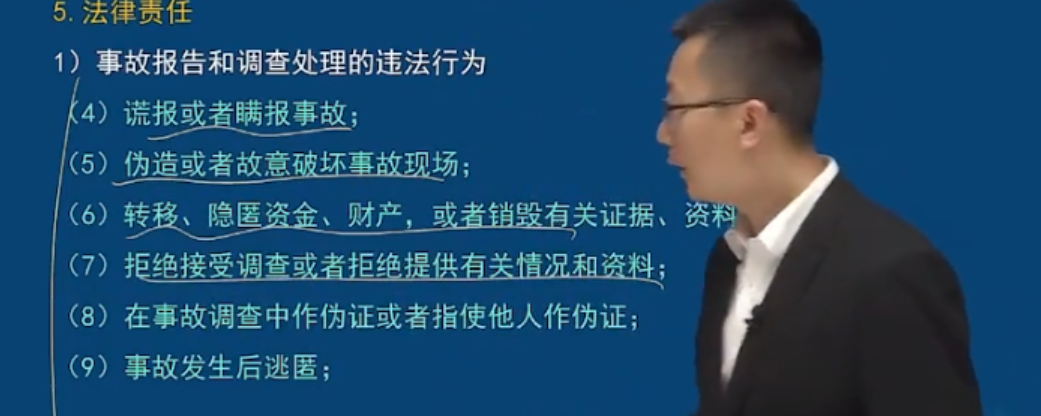 5.法律责任
1）事故报告和调查处理的违法行为
（4）谎报或者瞒报事故；
（5）伪造或者故意破坏事故现场；
（6）转移、隐匿资金、财产，或者销毁有关证据、资料
（7）拒绝接受调查或者拒绝提供有关情况和资料；
（8）在事故调查中作伪证或者指使他人作伪证；
（9）事故发生后逃匿；